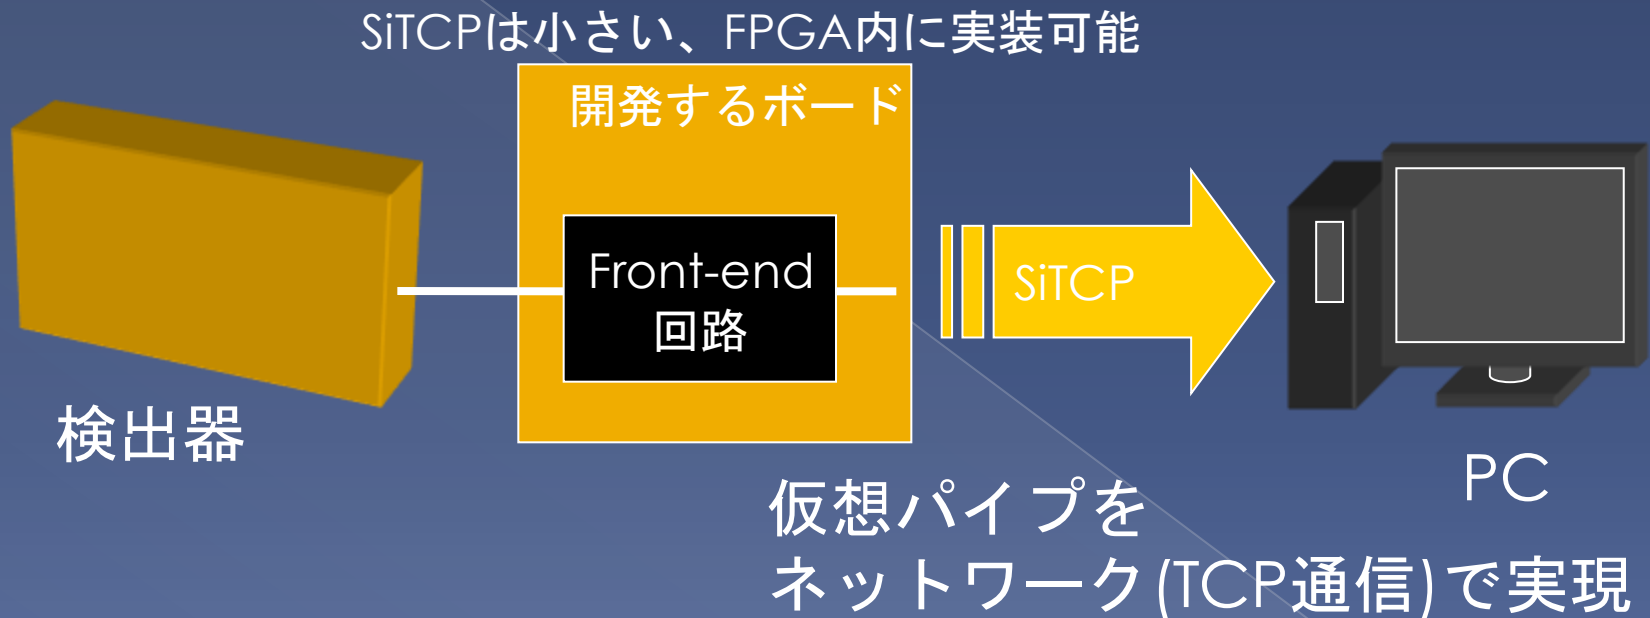 SiTCPは小さい、FPGA内に実装可能
開発するボード
Front-end
回路
SiTCP
検出器
PC
仮想パイプを
ネットワーク(TCP通信)で実現